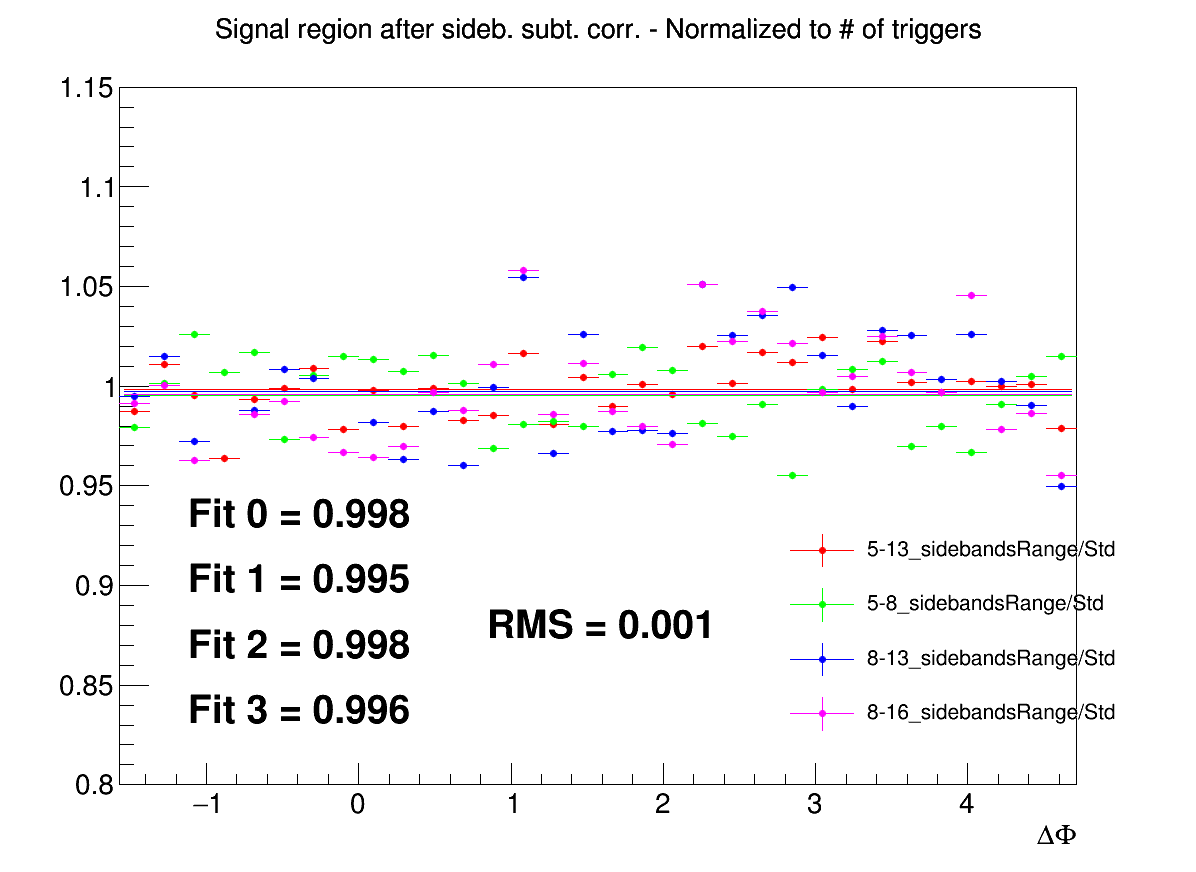 Signal region after sideb. subt. corr. - Normalized to # of triggers
1.15
1.1
1.05
1
0.95
0.9
0.85
0.8
Fit 0 = 0.998
Fit 1 = 0.995
Fit 2 = 0.998
Fit 3 = 0.996
RMS = 0.001
5-13_sidebandsRange/Std
5-8_sidebandsRange/Std
8-13_sidebandsRange/Std
8-16_sidebandsRange/Std
−1 0 1 2 3 4
ΔΦ